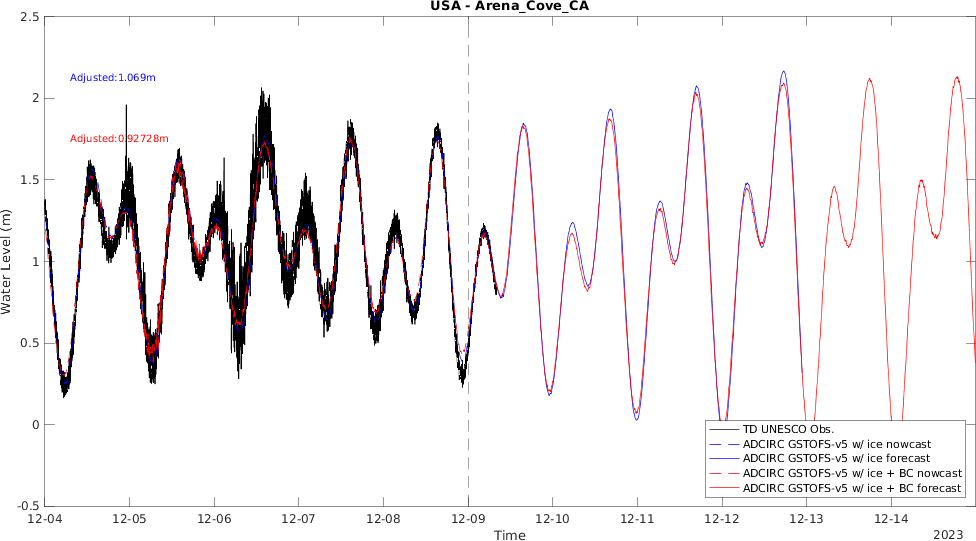 USA - Arena_Cove_CA
2.5
2
1.5
1
0.5
0
-0.5
Water Level (m)
Adjusted:1.069m
Adjusted:0.92728m
TD UNESCO Obs.
ADCIRC GSTOFS-v5 w/ ice nowcast
ADCIRC GSTOFS-v5 w/ ice forecast
ADCIRC GSTOFS-v5 w/ ice + BC nowcast
ADCIRC GSTOFS-v5 w/ ice + BC forecast
12-04 12-05 12-06 12-07 12-08 12-09 12-10 12-11 12-12 12-13 12-14
Time
2023